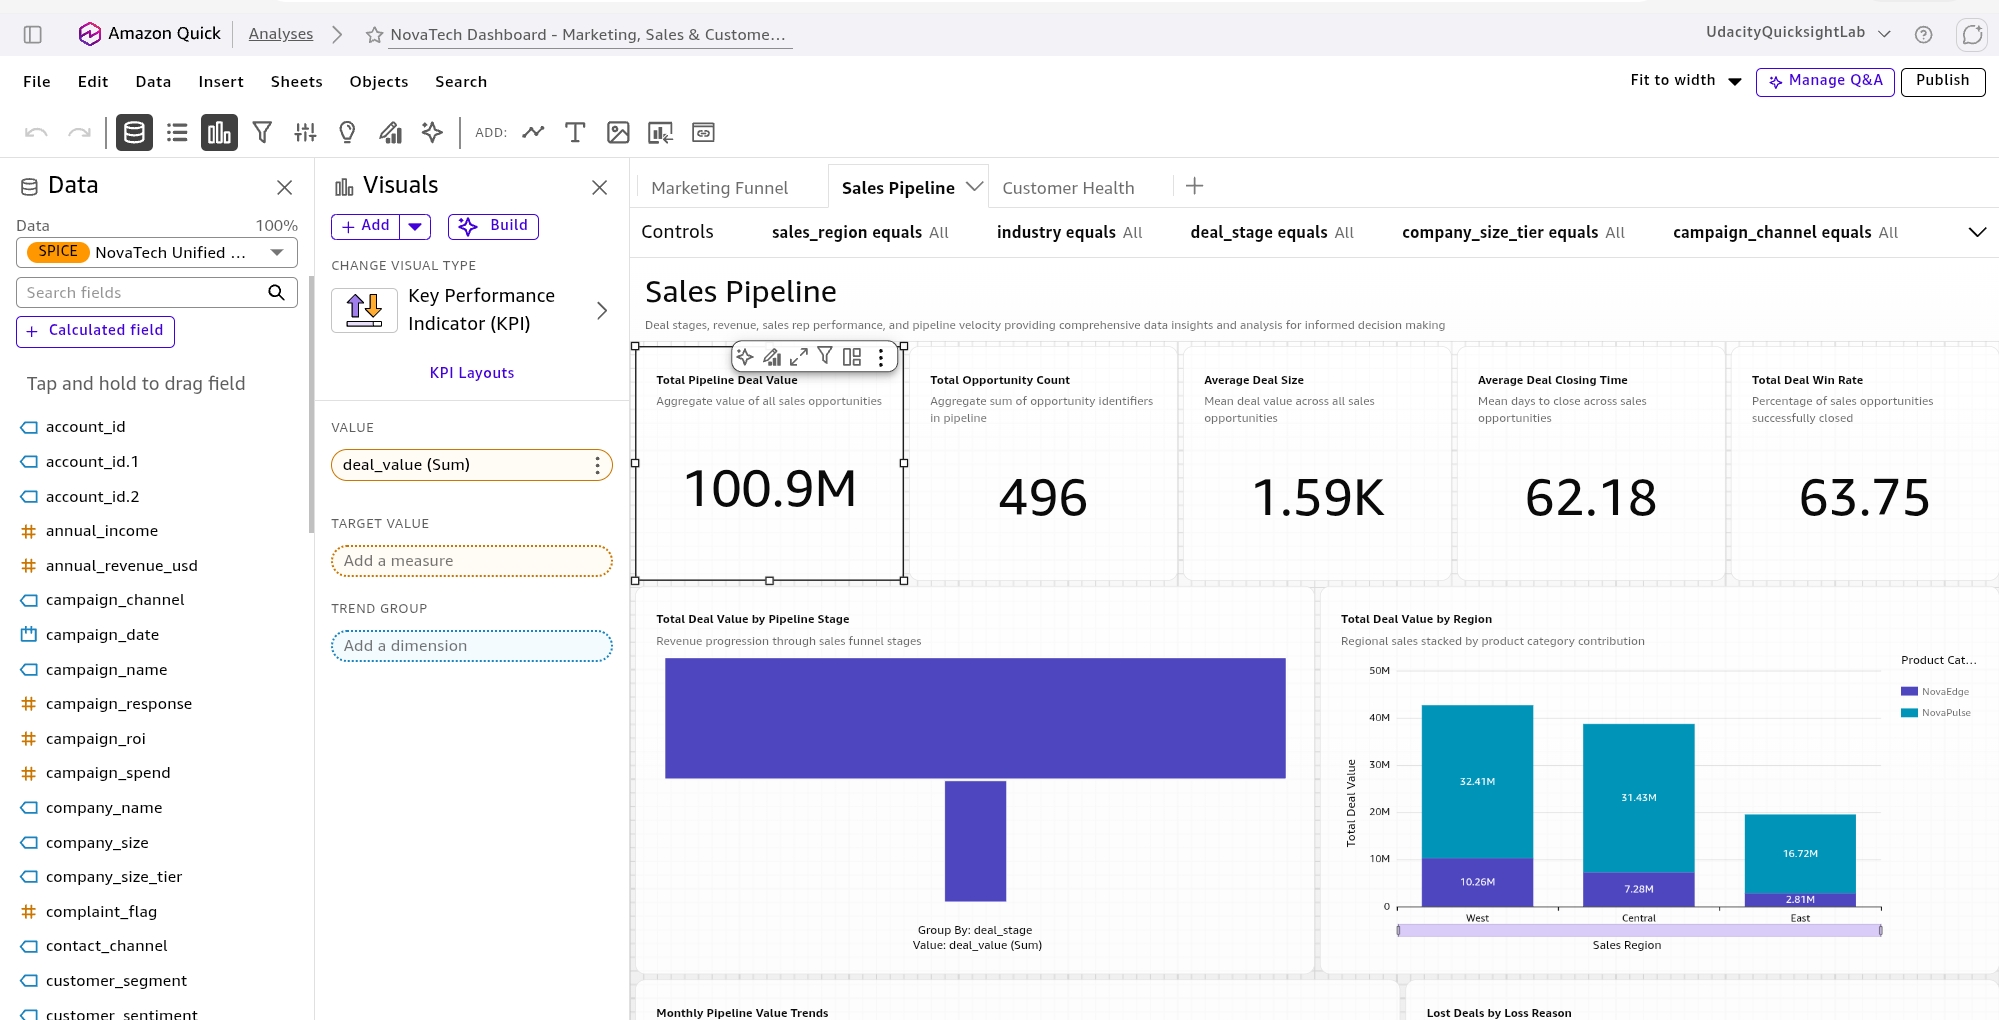 Amazon Quick
Analyses
NovaTech Dashboard - Marketing, Sales & Custome...
UdacityQuicksightLab
File
Edit
Data
Insert
Sheets
Objects
Search
Fit to width
Manage Q&A
Publish
ADD:
Data
Data
100%
SPICE
NovaTech Unified ...
Search fields
Calculated field
Tap and hold to drag field
account_id
account_id.1
account_id.2
annual_income
annual_revenue_usd
campaign_channel
campaign_date
campaign_name
campaign_response
campaign_roi
campaign_spend
company_name
company_size
company_size_tier
complaint_flag
contact_channel
customer_segment
customer_sentiment
Visuals
Add
Build
CHANGE VISUAL TYPE
Key Performance
Indicator (KPI)
KPI Layouts
VALUE
deal_value (Sum)
TARGET VALUE
Add a measure
TREND GROUP
Add a dimension
Marketing Funnel
Sales Pipeline
Customer Health
Controls
sales_region equals All
industry equals All
deal_stage equals All
company_size_tier equals All
campaign_channel equals All
Sales Pipeline
Deal stages, revenue, sales rep performance, and pipeline velocity providing comprehensive data insights and analysis for informed decision making
Total Pipeline Deal Value
Aggregate value of all sales opportunities
100.9M
Total Opportunity Count
Aggregate sum of opportunity identifiers
in pipeline
496
Average Deal Size
Mean deal value across all sales
opportunities
1.59K
Average Deal Closing Time
Mean days to close across sales
opportunities
62.18
Total Deal Win Rate
Percentage of sales opportunities
successfully closed
63.75
Total Deal Value by Pipeline Stage
Revenue progression through sales funnel stages
Group By: deal_stage
Value: deal_value (Sum)
Total Deal Value by Region
Regional sales stacked by product category contribution
Product Cat...
NovaEdge
NovaPulse
Total Deal Value
50M
40M
30M
20M
10M
0
32.41M
10.26M
31.43M
7.28M
16.72M
2.81M
West
Central
East
Sales Region
Monthly Pipeline Value Trends
Lost Deals by Loss Reason